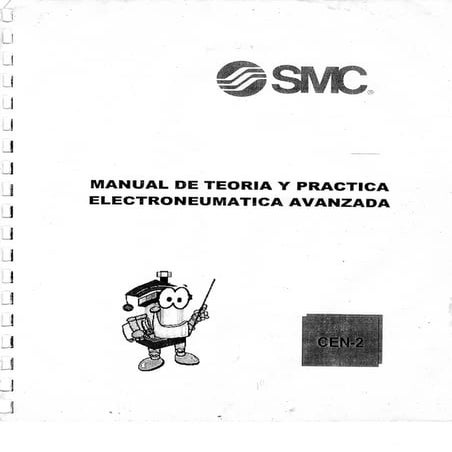 SMC
MANUAL DE TEORIA Y PRACTICA
ELECTRONEUMATICA AVANZADA
CEN-2